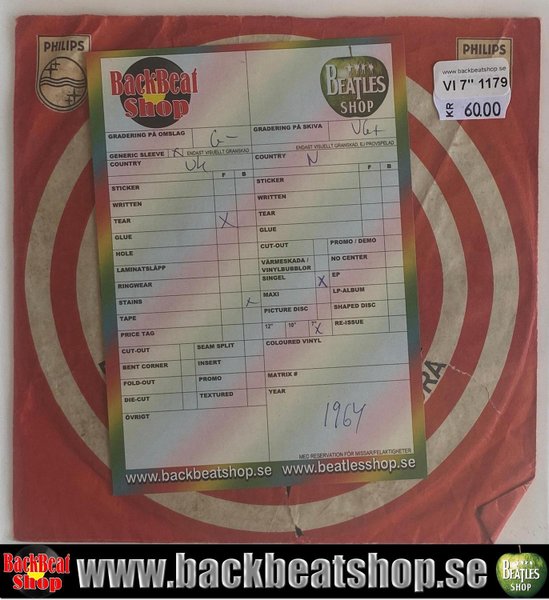 PHILIPS
PHILIPS
www.backbeatshop.se
VI 7" 1179
KR 60.00
BackBeat
Shop
BEATLES
SHOP
GRADERING PÅ OMSLAG G-
GRADERING PÅ SKIVA VG+
GENERIC SLEEVE X ENDAST VISUELLT GRANSKAD
ENDAST VISUELLT GRANSKAD, EJ PROVSPELAD
COUNTRY UK
COUNTRY N
F B
F B
STICKER
STICKER
WRITTEN
WRITTEN
TEAR X
TEAR
GLUE
GLUE
HOLE
CUT-OUT PROMO / DEMO
LAMINATSLÄPP
VÄRMESKADA / VINYLBUBBLOR
NO CENTER
RINGWEAR
SINGEL X EP
STAINS X
MAXI LP-ALBUM
TAPE
PICTURE DISC SHAPED DISC
PRICE TAG
12" 10" 7" X RE-ISSUE
CUT-OUT SEAM SPLIT
COLOURED VINYL
BENT CORNER INSERT
FOLD-OUT PROMO
MATRIX #
DIE-CUT TEXTURED
YEAR
ÖVRIGT
1964
MED RESERVATION FÖR MISSAR/FELAKTIGHETER
www.backbeatshop.se www.beatlesshop.se
RA
BackBeat
Shop
www.backbeatshop.se
BEATLES
SHOP